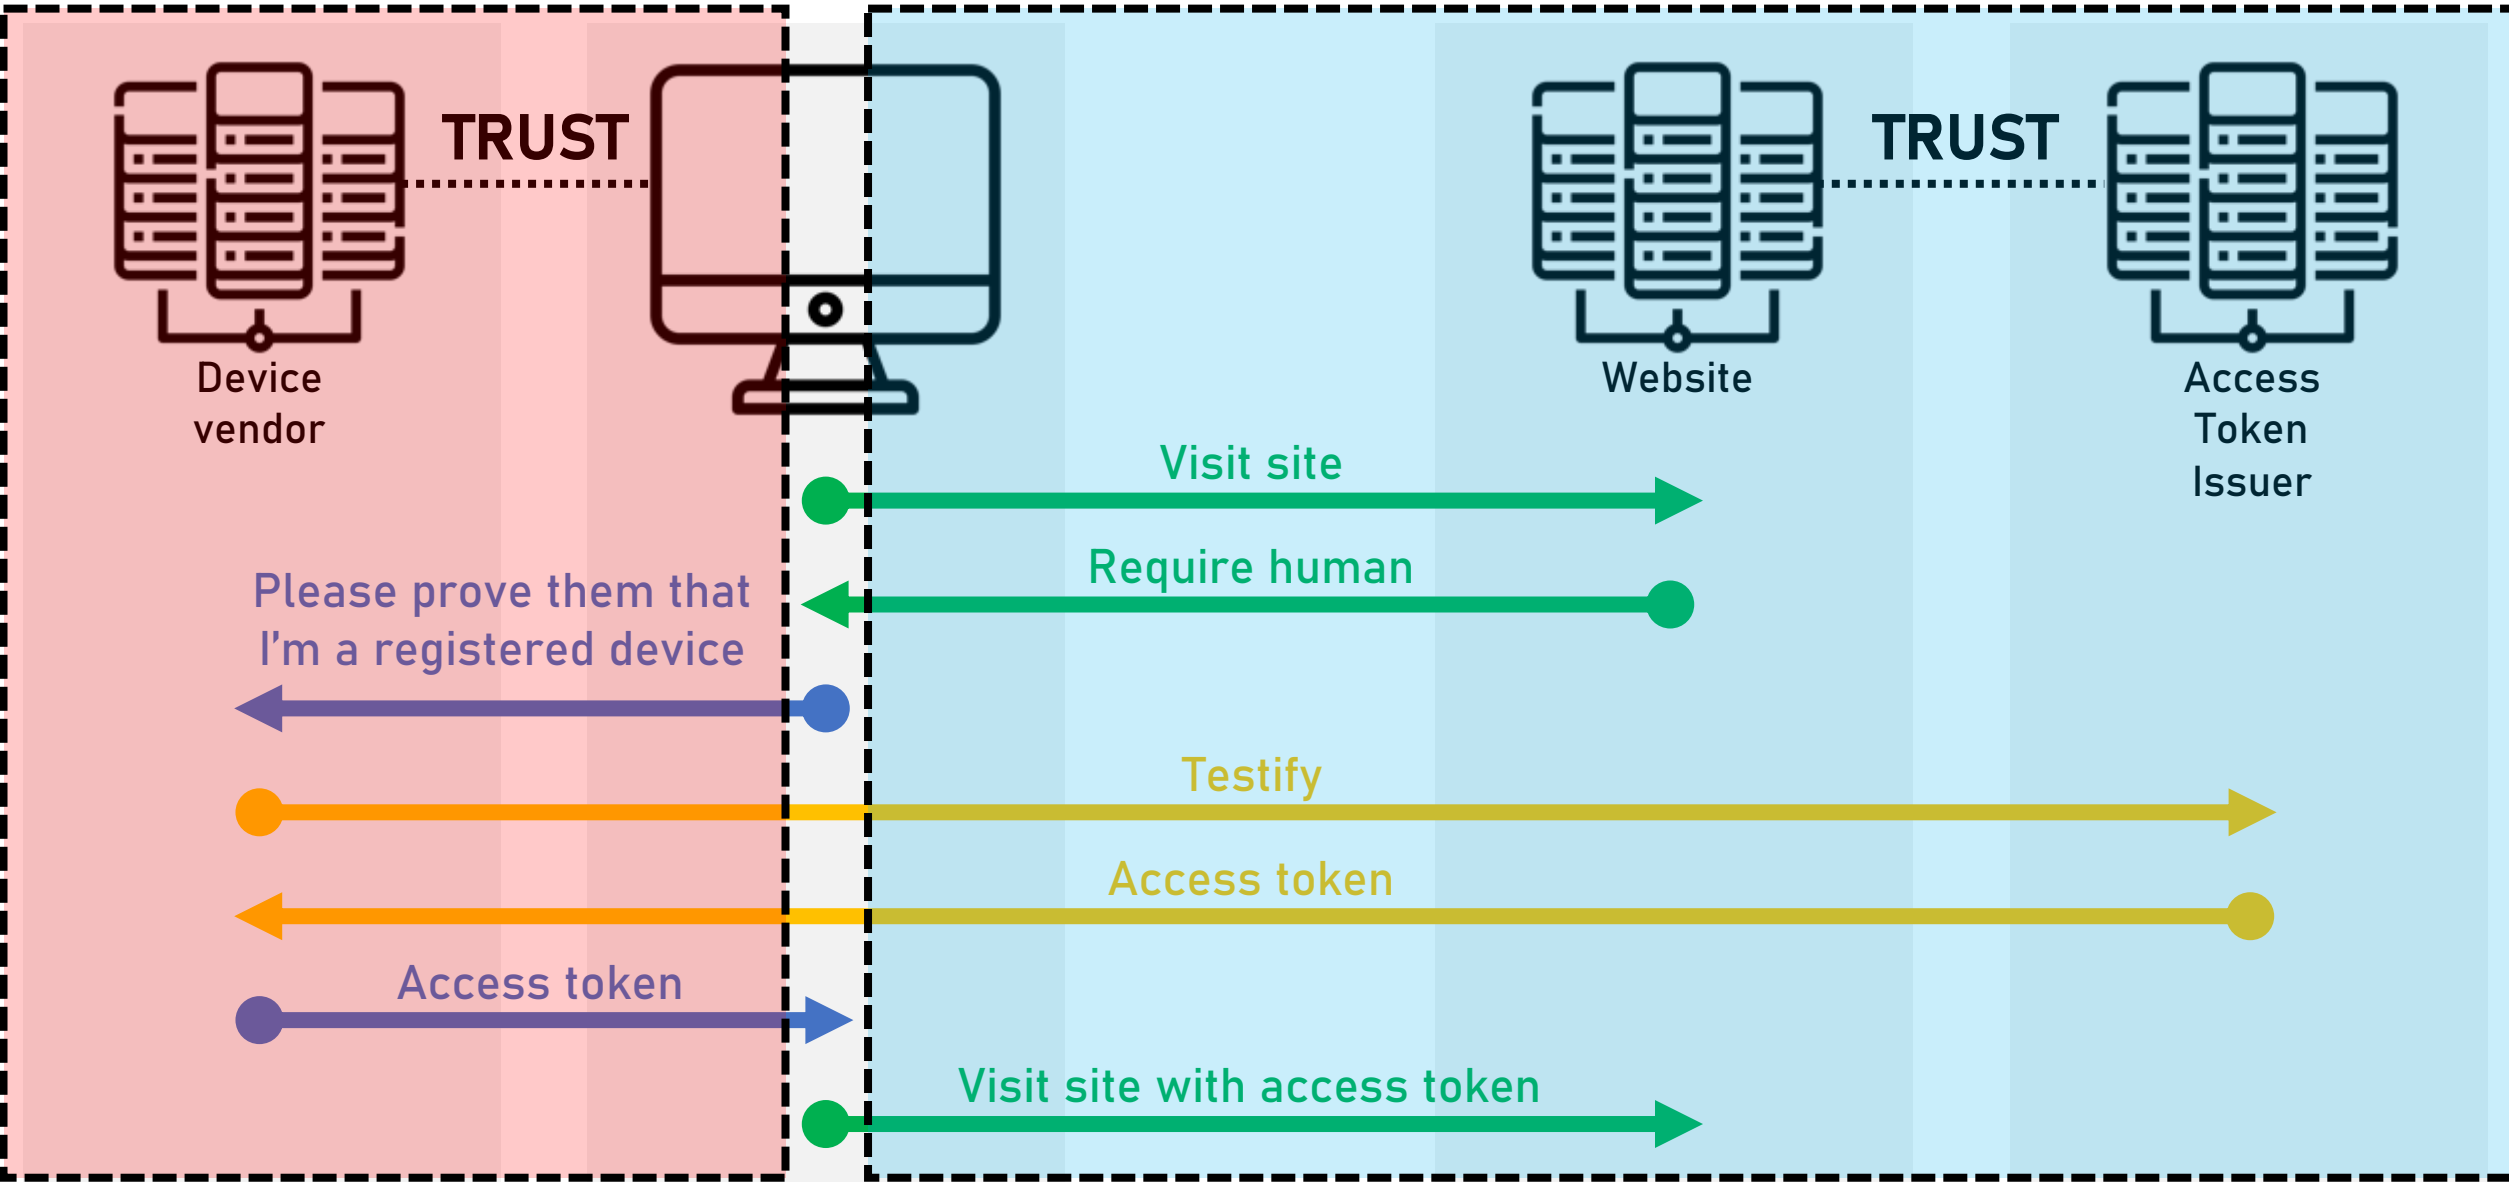 TRUST
TRUST
Device
vendor
Website
Access
Token
Issuer
Visit site
Require human
Please prove them that
I’m a registered device
Testify
Access token
Access token
Visit site with access token